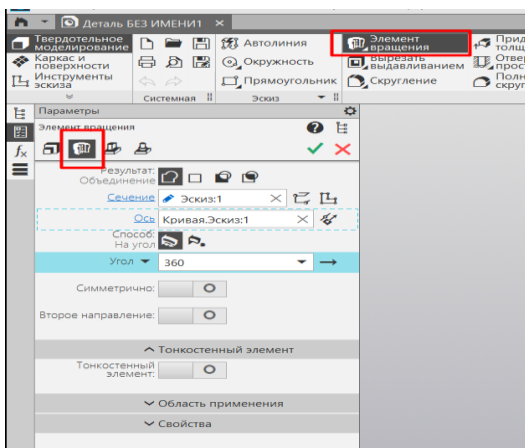 Деталь БЕЗ ИМЕНИ1
Твердотельное
моделирование
Каркас и
поверхности
Инструменты
эскиза
Системная
Автолиния
Окружность
Прямоугольник
Эскиз
Элемент
вращения
Вырезать
выдавливанием
Скругление
Параметры
Элемент вращения
Результат:
Объединение
Сечение
Эскиз:1
Ось
Кривая.Эскиз:1
Способ:
На угол
Угол
360
Симметрично:
Второе направление:
Тонкостенный элемент
Тонкостенный
элемент:
Область применения
Свойства